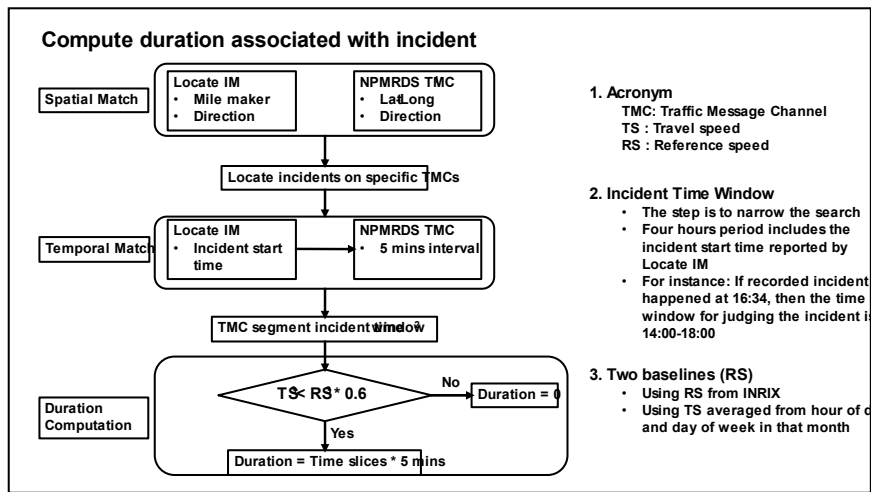 Compute duration associated with incident
Spatial Match
Locate IM
• Mile maker
• Direction
NPMRDS TMC
• Lat-Long
• Direction
Locate incidents on specific TMCs
Temporal Match
Locate IM
• Incident start
time
NPMRDS TMC
• 5 mins interval
TMC segment incident time window 2
Duration
Computation
TS < RS * 0.6
No
Duration = 0
Yes
Duration = Time slices * 5 mins
1. Acronym
TMC: Traffic Message Channel
TS : Travel speed
RS : Reference speed
2. Incident Time Window
• The step is to narrow the search
• Four hours period includes the
incident start time reported by
Locate IM
• For instance: If recorded incident
happened at 16:34, then the time
window for judging the incident is
14:00-18:00
3. Two baselines (RS)
• Using RS from INRIX
• Using TS averaged from hour of d
and day of week in that month